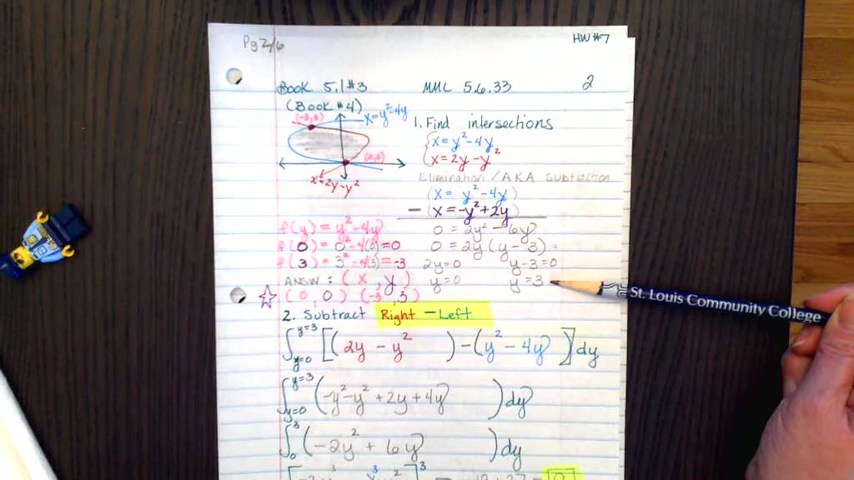 Pg 2/6
HW #7
Book 5.1 #3 MML 5.6.33 2
(Book #4)
(-3,3)
x=y²-4y
(0,0)
x=2y-y²
1. Find intersections
x=y²-4y
x=2y-y²
Elimination/AKA Subtraction
(x= y²-4y)
-(x=-y²+2y)
0=2y²-6y
0=2y(y-3)
2y=0 y-3=0
y=0 y=3
f(y)=y²-4y
f(0)=0²-4(0)=0
f(3)=3²-4(3)=-3
ANSW: (x, y)
(0, 0) (-3, 3)
St. Louis Community College
2. Subtract Right - Left
∫ y=3 y=0 [(2y-y²)-(y²-4y)]dy
∫ y=3 y=0 (-y²-y²+2y+4y)dy
∫ 3 0 (-2y²+6y)dy